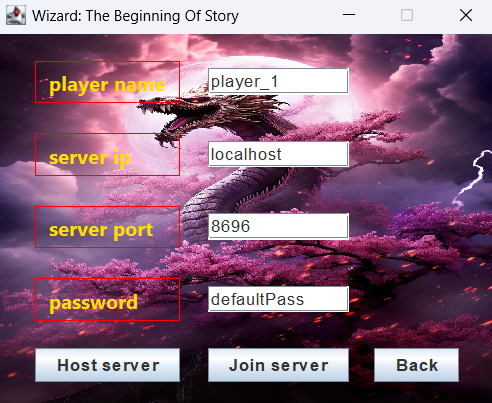 Wizard: The Beginning Of Story
player name
player_1
server ip
localhost
server port
8696
password
defaultPass
Host server
Join server
Back